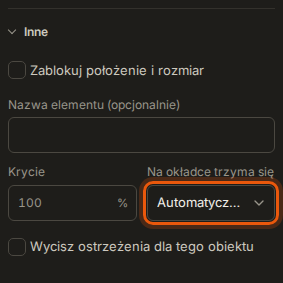 Inne
Zablokuj położenie i rozmiar
Nazwa elementu (opcjonalnie)
Krycie
Na okładce trzyma się
100 %
Automatycz...
Wycisz ostrzeżenia dla tego obiektu